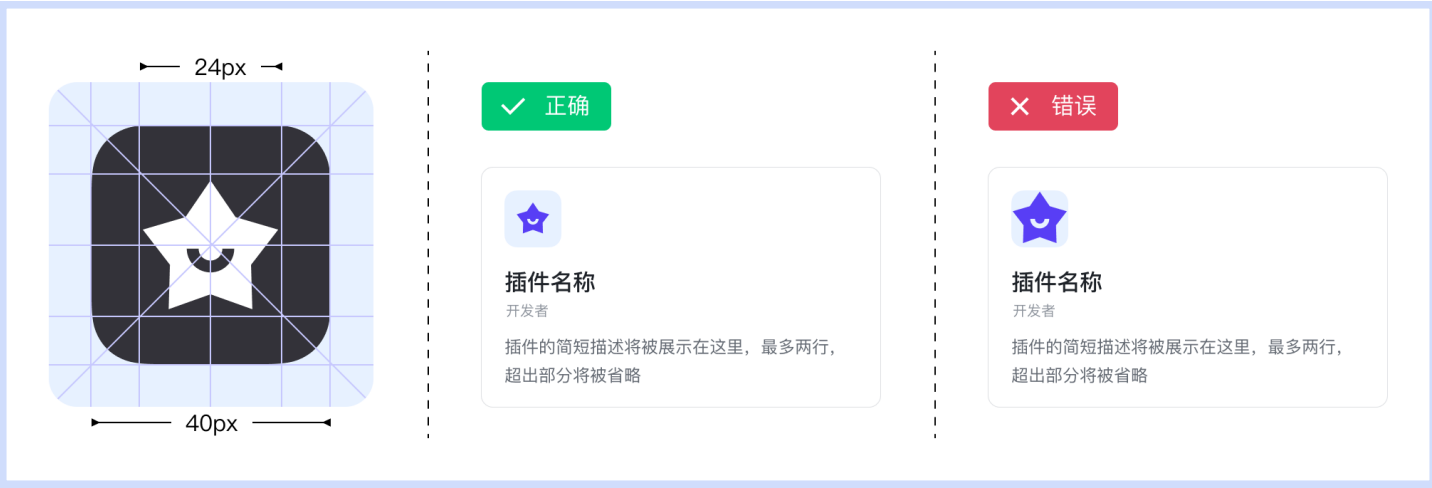 24px
40px
正确
插件名称
开发者
插件的简短描述将被展示在这里，最多两行，
超出部分将被省略
错误
插件名称
开发者
插件的简短描述将被展示在这里，最多两行，
超出部分将被省略